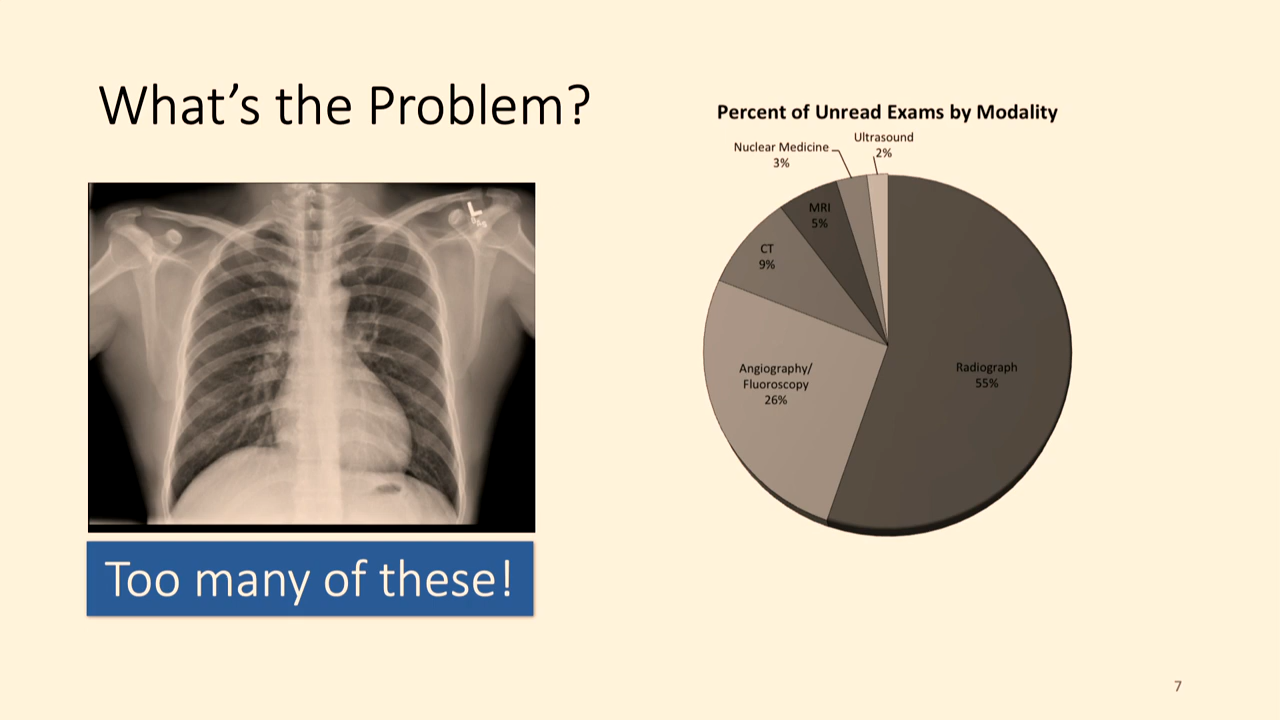 What's the Problem?
Too many of these!
Percent of Unread Exams by Modality
Nuclear Medicine
3%
Ultrasound
2%
MRI
5%
CT
9%
Angiography/
Fluoroscopy
26%
Radiograph
55%
L
7